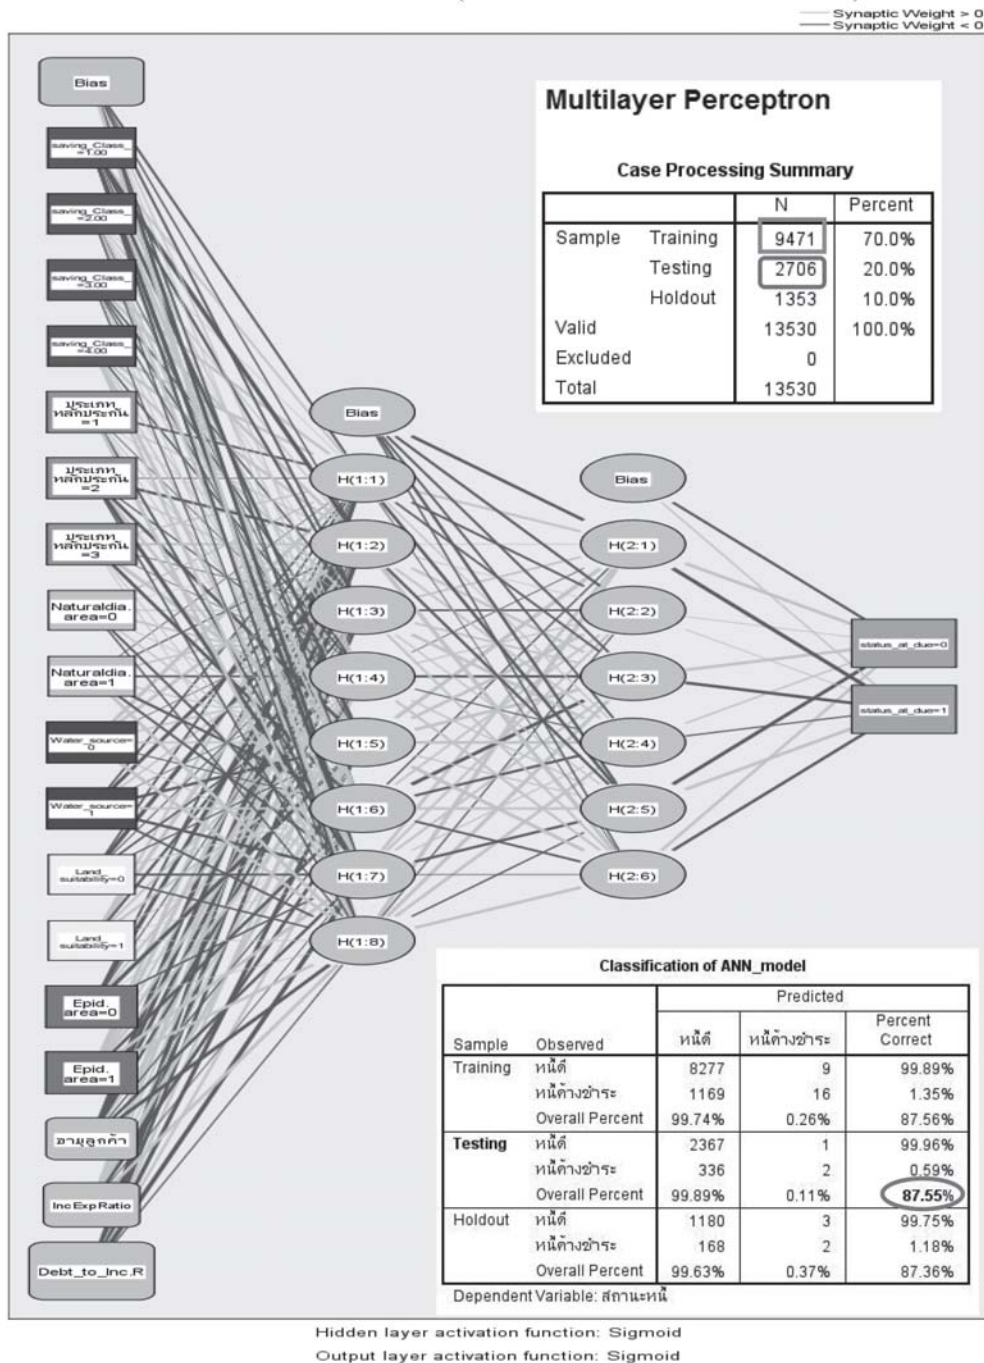 Synaptic Weight > 0
Synaptic Weight < 0
Bias
saving_Class_
=1.00
saving_Class_
=2.00
saving_Class_
=3.00
saving_Class_
=4.00
ประเภท
หลักประกัน
=1
ประเภท
หลักประกัน
=2
ประเภท
หลักประกัน
=3
Naturaldia.
area=0
Naturaldia.
area=1
Water_source=
0
Water_source=
1
Land_
suitability=0
Land_
suitability=1
Epid.
area=0
Epid.
area=1
อายุลูกค้า
IncExpRatio
Debt_to_Inc.R
Bias
H(1:1)
H(1:2)
H(1:3)
H(1:4)
H(1:5)
H(1:6)
H(1:7)
H(1:8)
Bias
H(2:1)
H(2:2)
H(2:3)
H(2:4)
H(2:5)
H(2:6)
status_at_due=0
status_at_due=1
Multilayer Perceptron
Case Processing Summary
N Percent
Sample Training 9471 70.0%
Testing 2706 20.0%
Holdout 1353 10.0%
Valid 13530 100.0%
Excluded 0
Total 13530
Classification of ANN_model
Predicted
Sample Observed หนี้ดี หนี้ค้างชำระ Percent Correct
Training หนี้ดี 8277 9 99.89%
หนี้ค้างชำระ 1169 16 1.35%
Overall Percent 99.74% 0.26% 87.56%
Testing หนี้ดี 2367 1 99.96%
หนี้ค้างชำระ 336 2 0.59%
Overall Percent 99.89% 0.11% 87.55%
Holdout หนี้ดี 1180 3 99.75%
หนี้ค้างชำระ 168 2 1.18%
Overall Percent 99.63% 0.37% 87.36%
Dependent Variable: สถานะหนี้
Hidden layer activation function: Sigmoid
Output layer activation function: Sigmoid